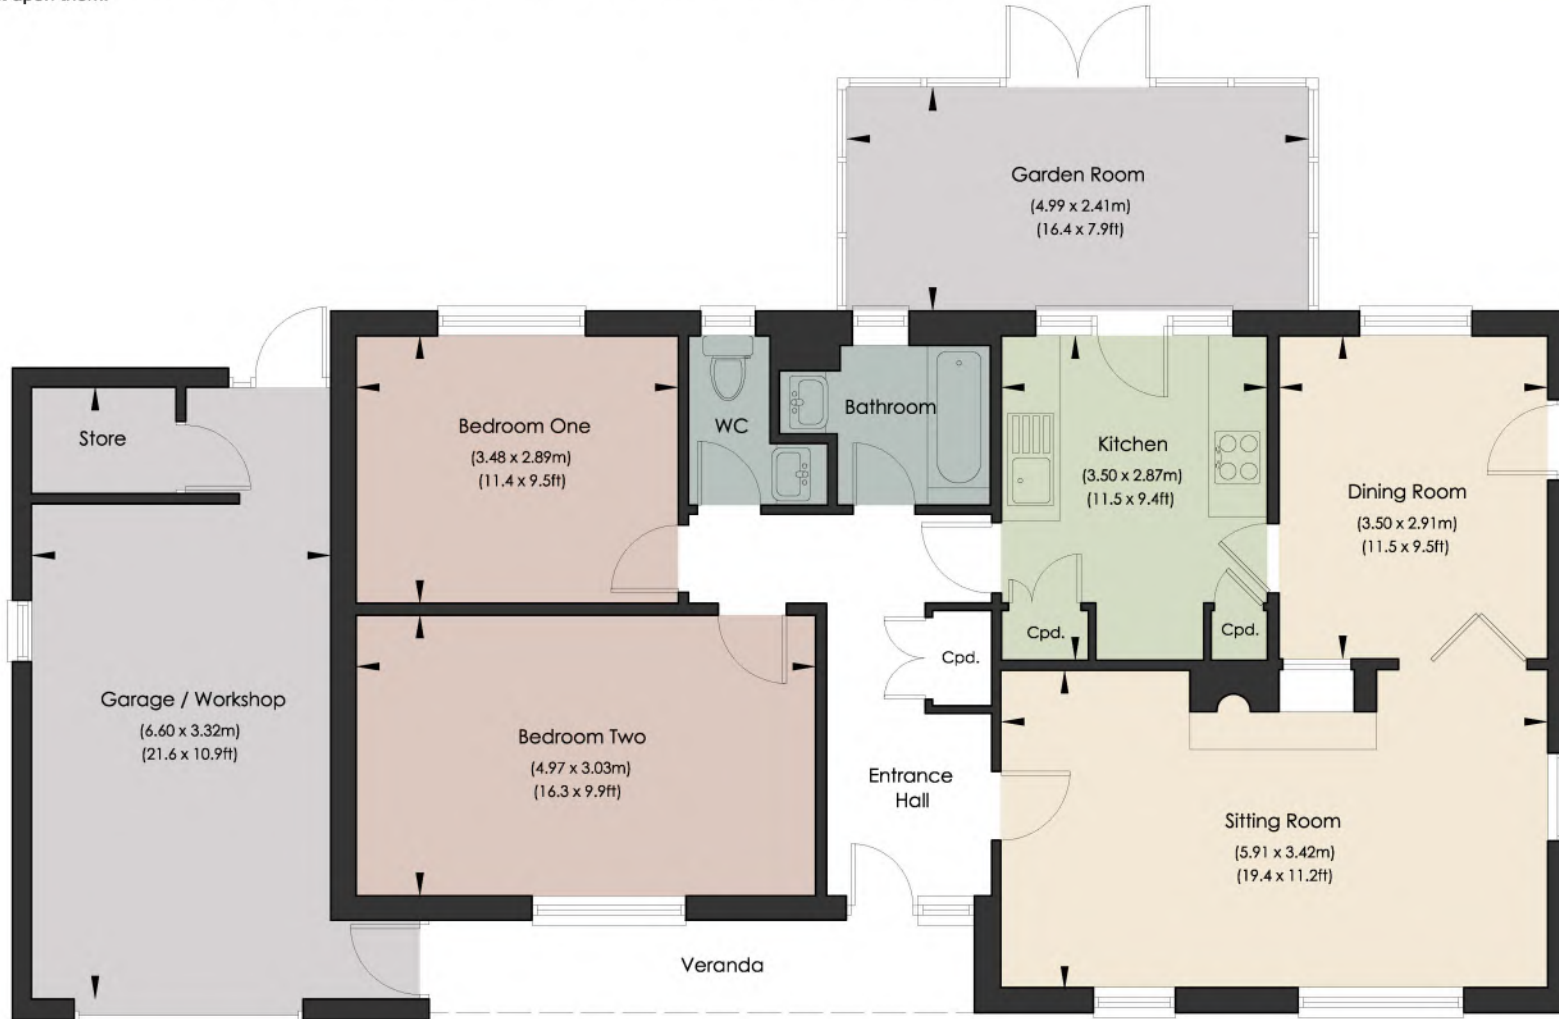 upon them.
Garden Room
(4.99 x 2.41m)
(16.4 x 7.9ft)
Store
Bedroom One
(3.48 x 2.89m)
(11.4 x 9.5ft)
WC
Bathroom
Kitchen
(3.50 x 2.87m)
(11.5 x 9.4ft)
Dining Room
(3.50 x 2.91m)
(11.5 x 9.5ft)
Cpd.
Cpd.
Cpd.
Garage / Workshop
(6.60 x 3.32m)
(21.6 x 10.9ft)
Bedroom Two
(4.97 x 3.03m)
(16.3 x 9.9ft)
Entrance
Hall
Sitting Room
(5.91 x 3.42m)
(19.4 x 11.2ft)
Veranda